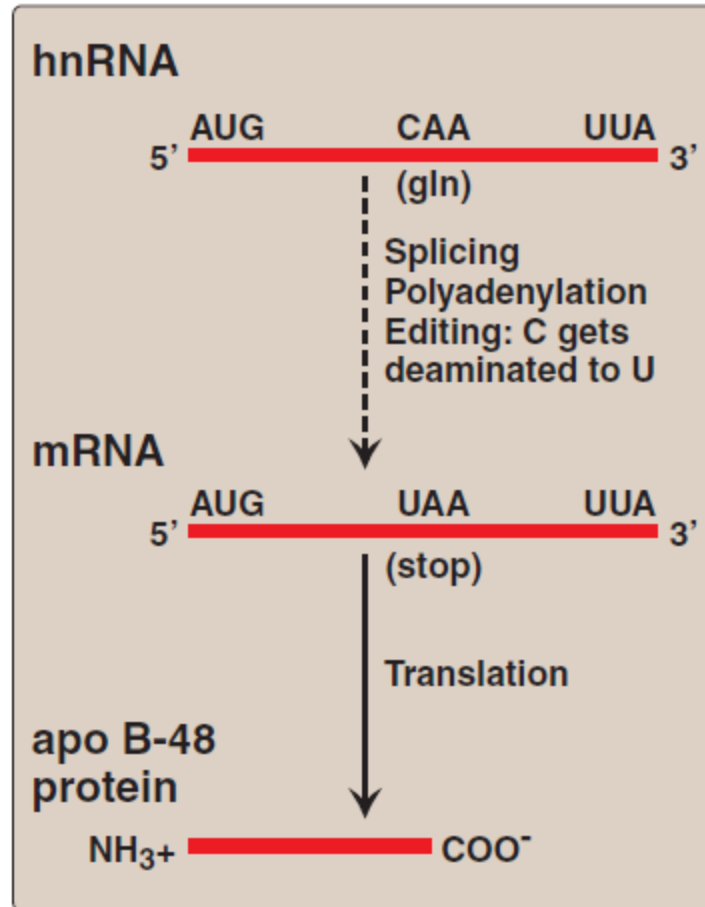 hnRNA
AUG CAA UUA
5’ 3’
(gln)
Splicing
Polyadenylation
Editing: C gets
deaminated to U
mRNA
AUG UAA UUA
5’ 3’
(stop)
Translation
apo B-48
protein
NH₃+ COO⁻